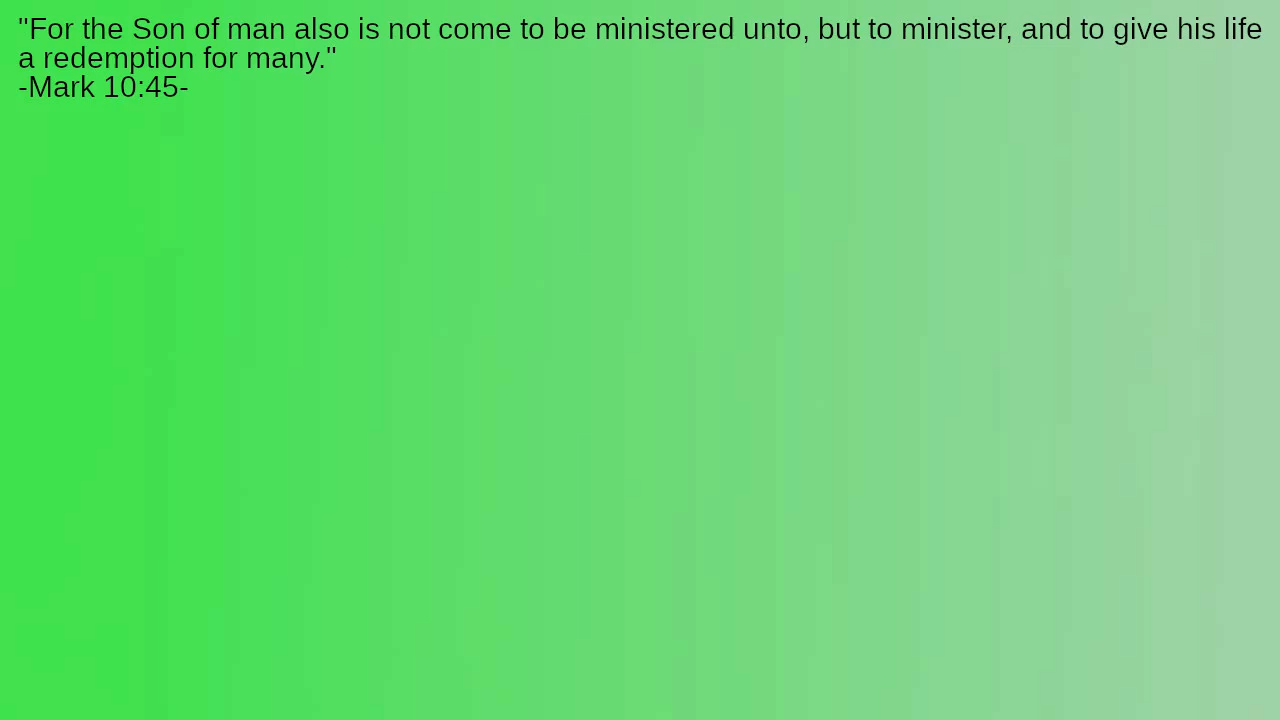 "For the Son of man also is not come to be ministered unto, but to minister, and to give his life
a redemption for many."
-Mark 10:45-